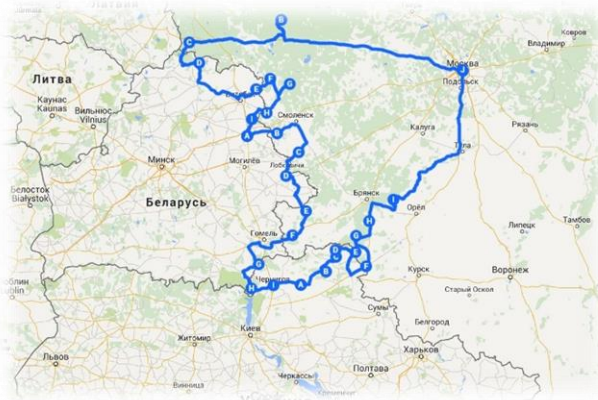 Латвия
B
Ковров
Владимир
C
Москва
J
Подольск
D
Литва
F
G
E
Каунас
Kaunas
Вильнюс
Vilnius
H
I
Смоленск
A
B
Калуга
Рязань
Тула
C
Минск
Могилёв
D
Белосток
Białystok
Беларусь
Брянск
I
Орёл
E
H
Тамбов
Липецк
Гомель
F
G
D
E
G
Чернигов
B
F
Курск
Воронеж
H
I
A
Старый Оскол
Сумы
Киев
Белгород
Житомир
Львов
Харьков
Полтава
Черкассы
Винница